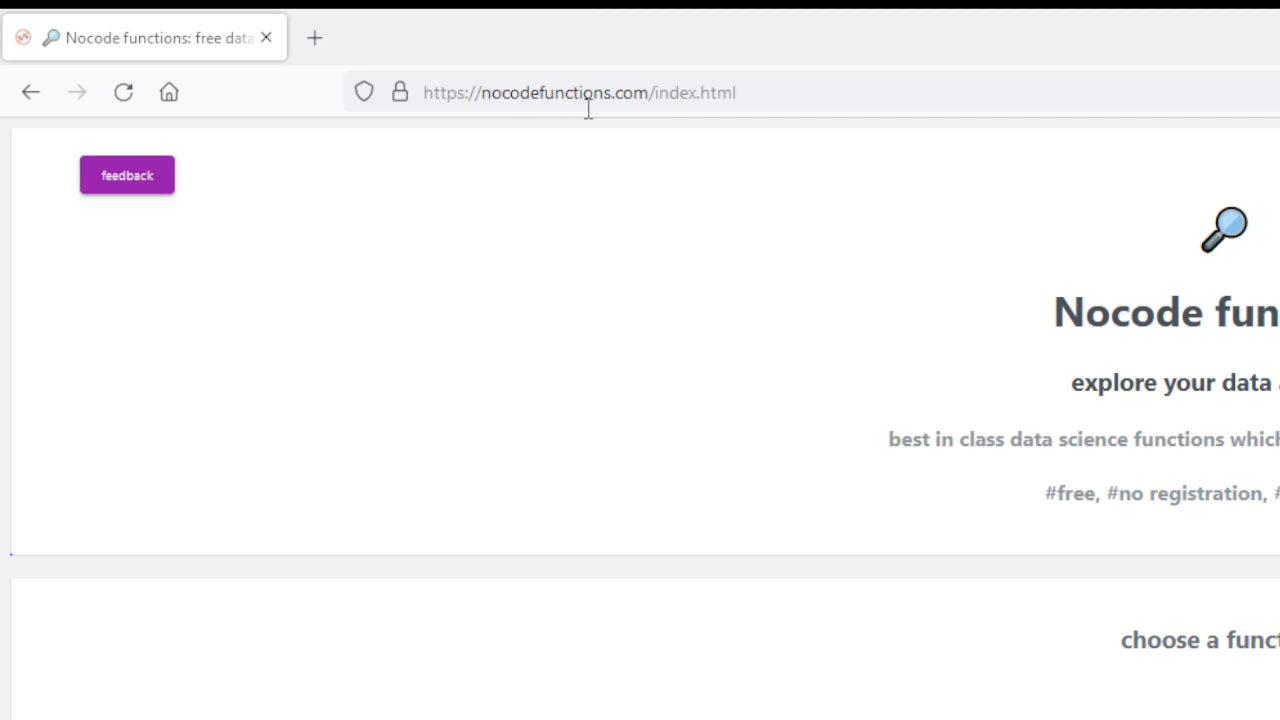 Nocode functions: free data
https://nocodefunctions.com/index.html
feedback
Nocode fun
explore your data
best in class data science functions which
#free, #no registration, #
choose a funct